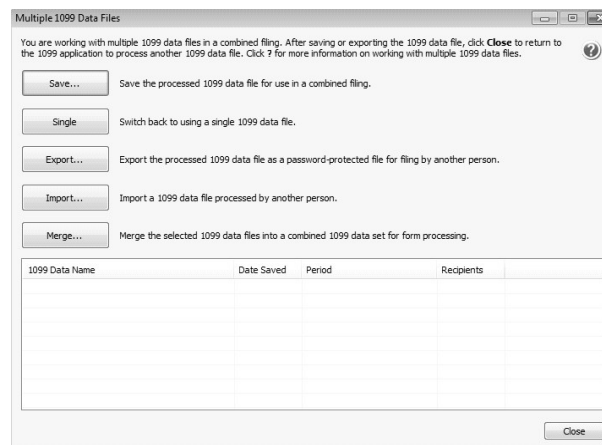 Multiple 1099 Data Files
You are working with multiple 1099 data files in a combined filing. After saving or exporting the 1099 data file, click Close to return to
the 1099 application to process another 1099 data file. Click ? for more information on working with multiple 1099 data files.
?
Save... Save the processed 1099 data file for use in a combined filing.
Single Switch back to using a single 1099 data file.
Export... Export the processed 1099 data file as a password-protected file for filing by another person.
Import... Import a 1099 data file processed by another person.
Merge... Merge the selected 1099 data files into a combined 1099 data set for form processing.
1099 Data Name Date Saved Period Recipients
Close